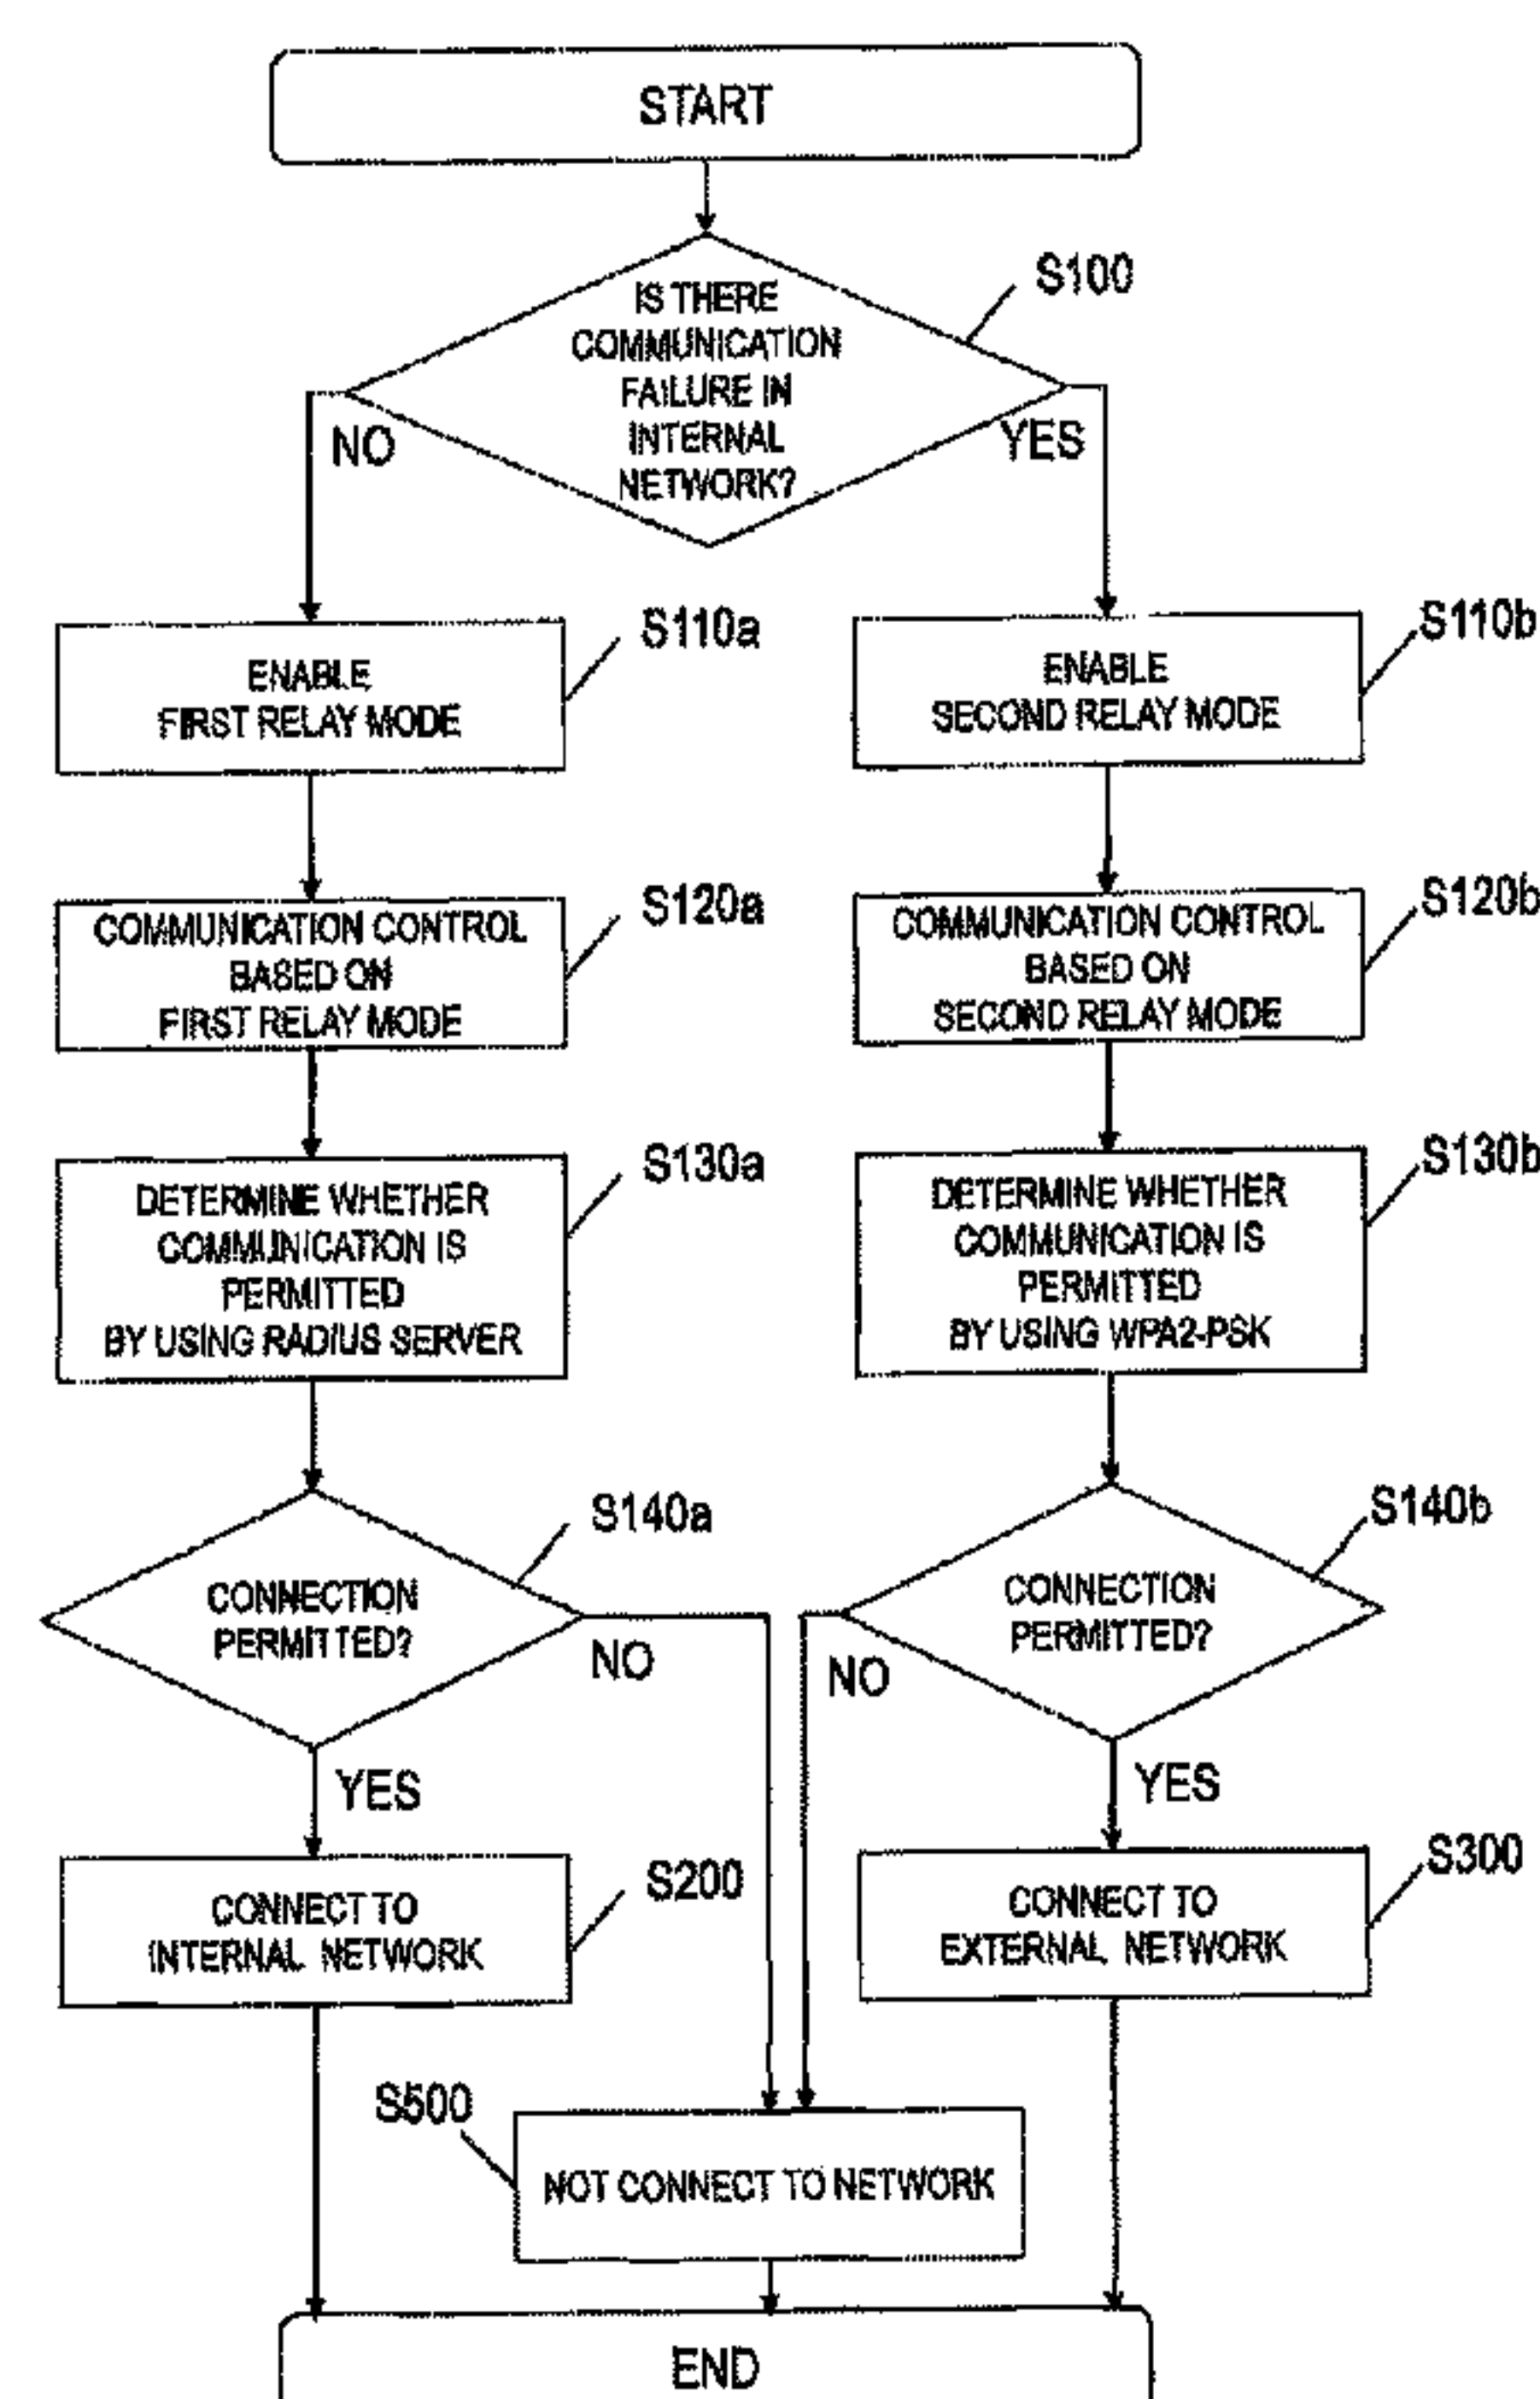 START
S100
IS THERE
COMMUNICATION
FAILURE IN
INTERNAL
NETWORK?
NO
YES
S110a
ENABLE
FIRST RELAY MODE
S110b
ENABLE
SECOND RELAY MODE
S120a
COMMUNICATION CONTROL
BASED ON
FIRST RELAY MODE
S120b
COMMUNICATION CONTROL
BASED ON
SECOND RELAY MODE
S130a
DETERMINE WHETHER
COMMUNICATION IS
PERMITTED
BY USING RADIUS SERVER
S130b
DETERMINE WHETHER
COMMUNICATION IS
PERMITTED
BY USING WPA2-PSK
S140a
CONNECTION
PERMITTED?
NO
YES
S140b
CONNECTION
PERMITTED?
NO
YES
S200
CONNECT TO
INTERNAL NETWORK
S300
CONNECT TO
EXTERNAL NETWORK
S500
NOT CONNECT TO NETWORK
END